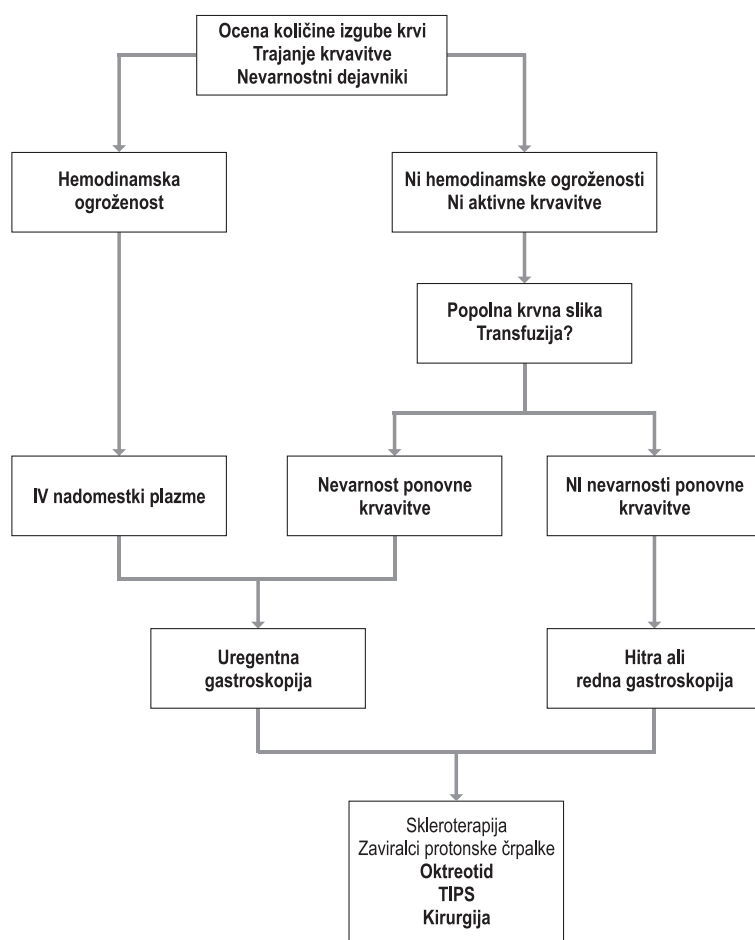 Ocena količine izgube krvi
Trajanje krvavitve
Nevarnostni dejavniki
Hemodinamska
ogroženost
Ni hemodinamske ogroženosti
Ni aktivne krvavitve
Popolna krvna slika
Transfuzija?
IV nadomestki plazme
Nevarnost ponovne
krvavitve
NI nevarnosti ponovne
krvavitve
Uregentna
gastroskopija
Hitra ali
redna gastroskopija
Skleroterapija
Zaviralci protonske črpalke
Oktreotid
TIPS
Kirurgija